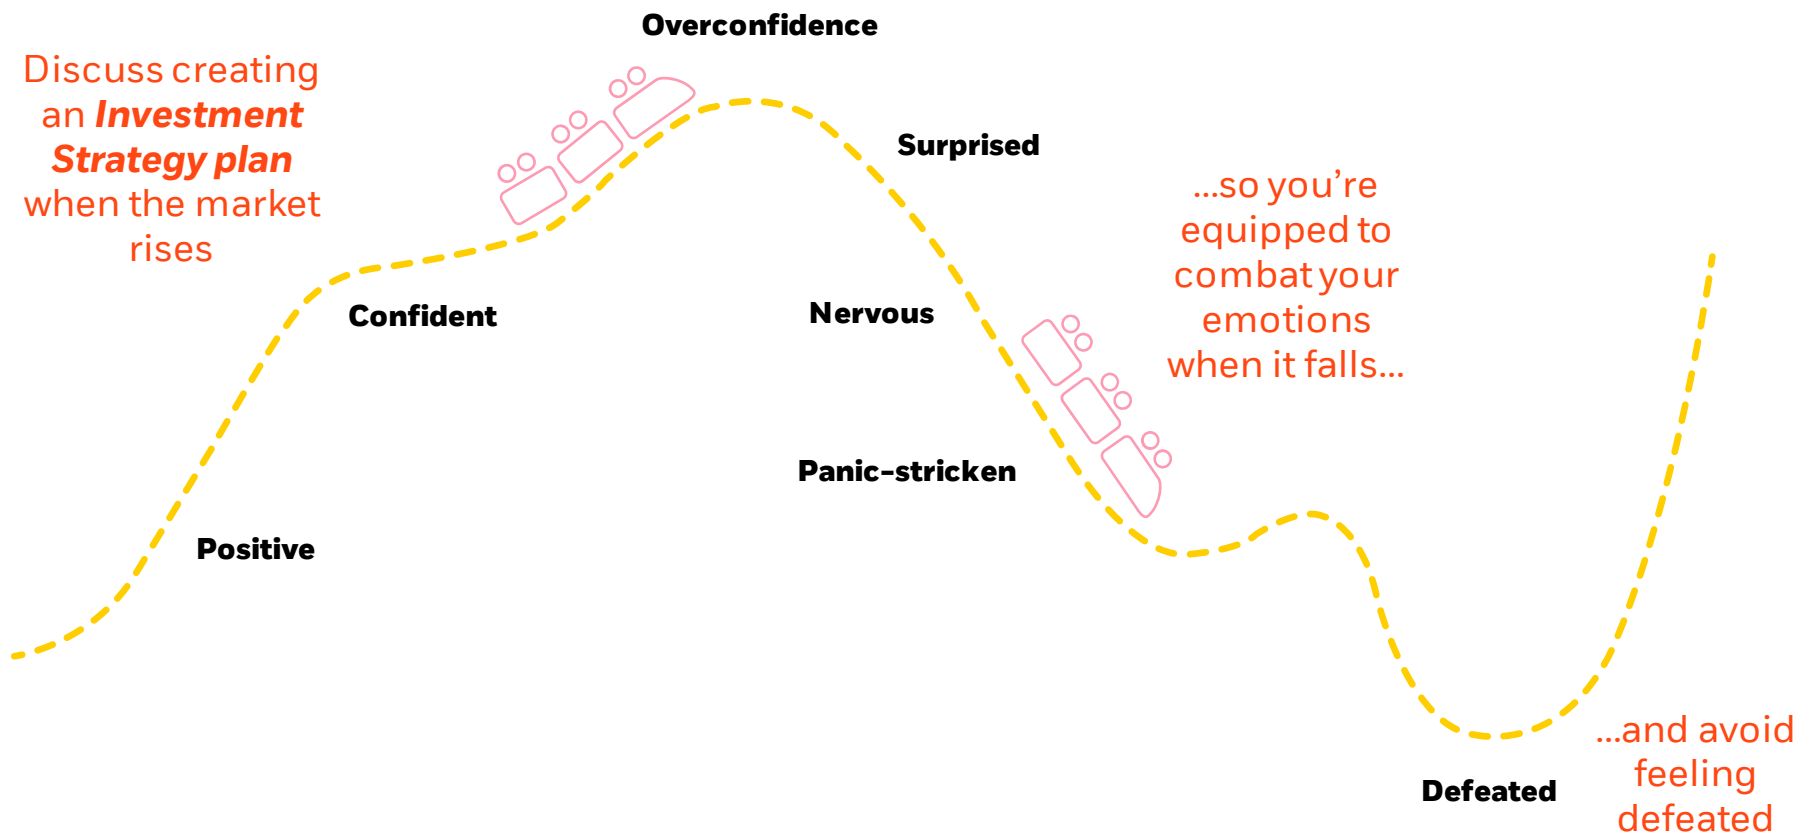 Overconfidence
Discuss creating
an Investment
Strategy plan
when the market
rises
Surprised
...so you’re
equipped to
combat your
emotions
when it falls...
Confident
Nervous
Panic-stricken
Positive
...and avoid
feeling
defeated
Defeated